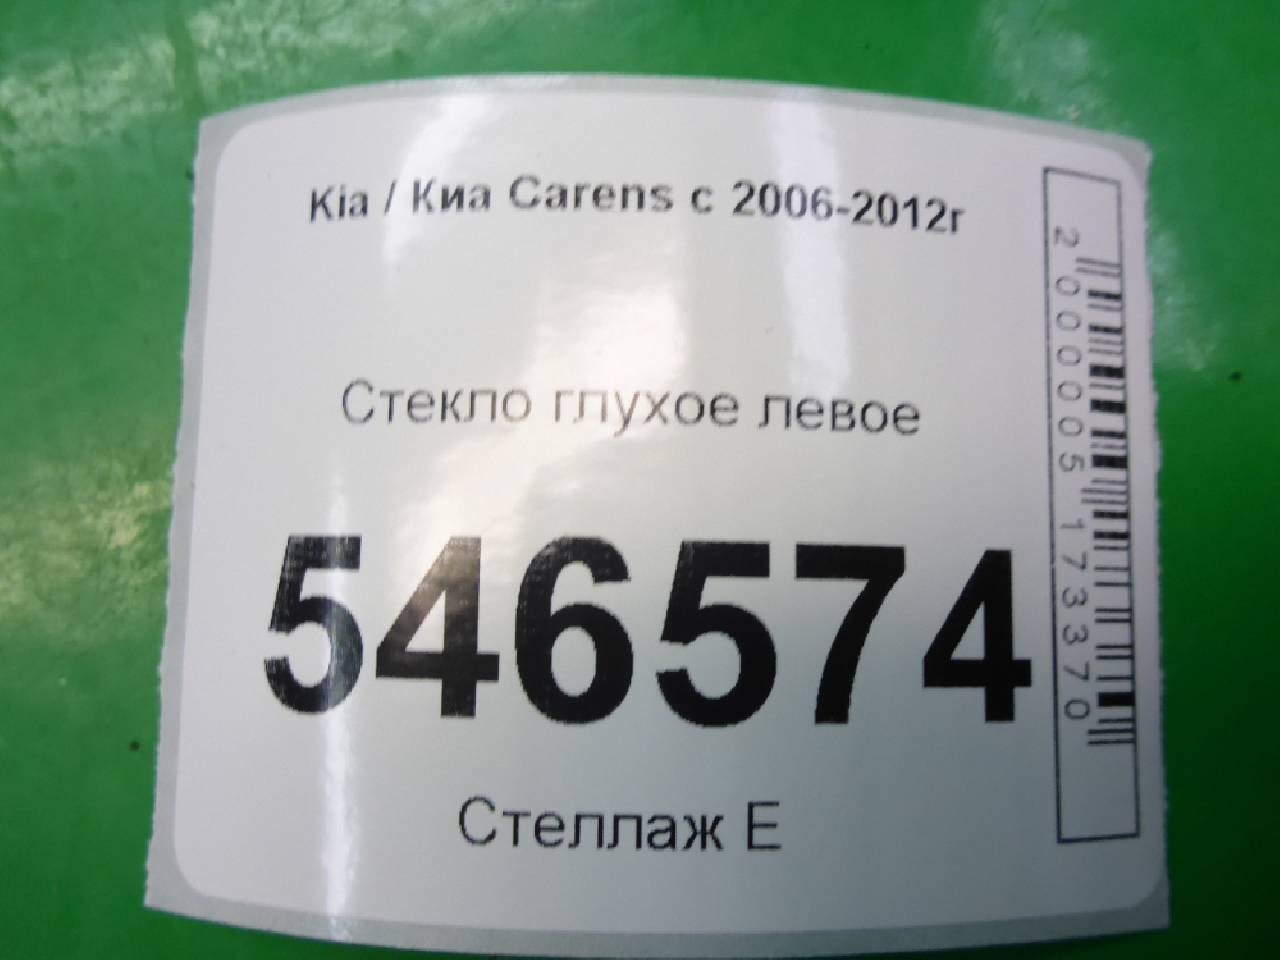 Kia / Киа Carens с 2006-2012г
Стекло глухое левое
546574
Стеллаж Е
2000005173370